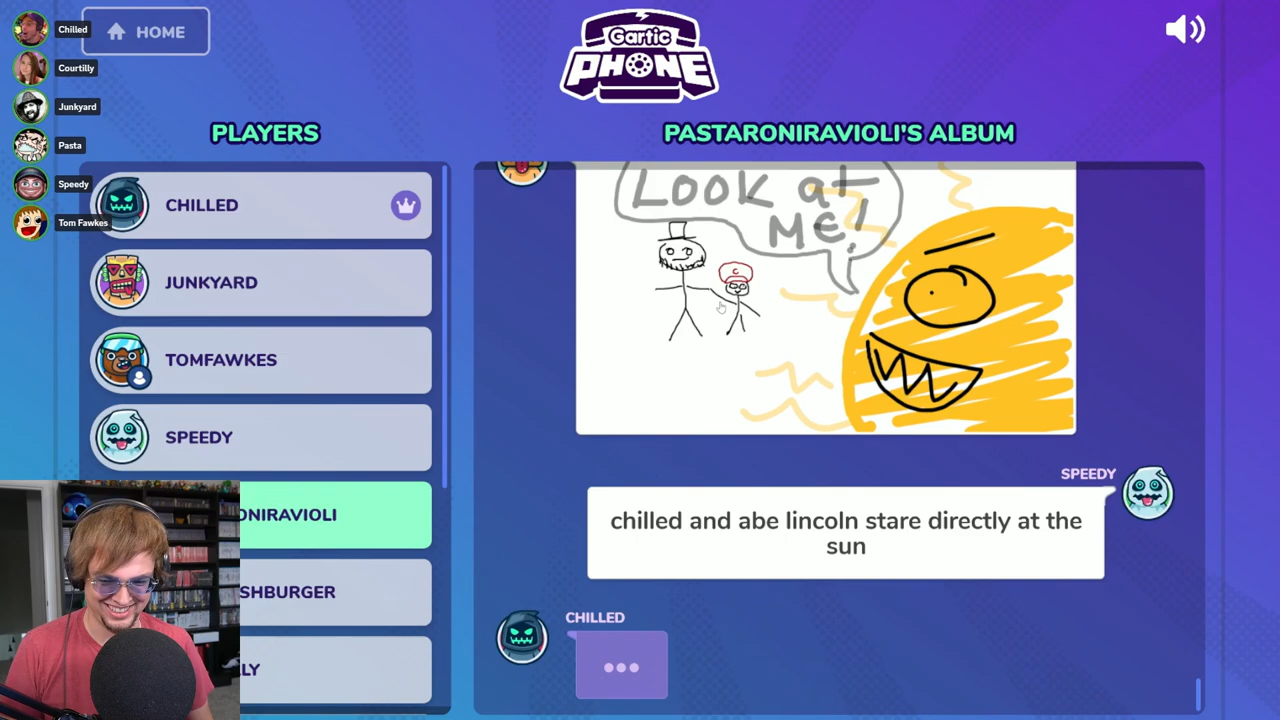 Chilled
Courtilly
Junkyard
Pasta
Speedy
Tom Fawkes
HOME
Gartic
PHONE
PLAYERS
CHILLED
JUNKYARD
TOMFAWKES
SPEEDY
ONIRAVIOLI
SHBURGER
LY
PASTARONIRAVIOLI'S ALBUM
LOOK at
ME!
C
SPEEDY
chilled and abe lincoln stare directly at the
sun
CHILLED
•••